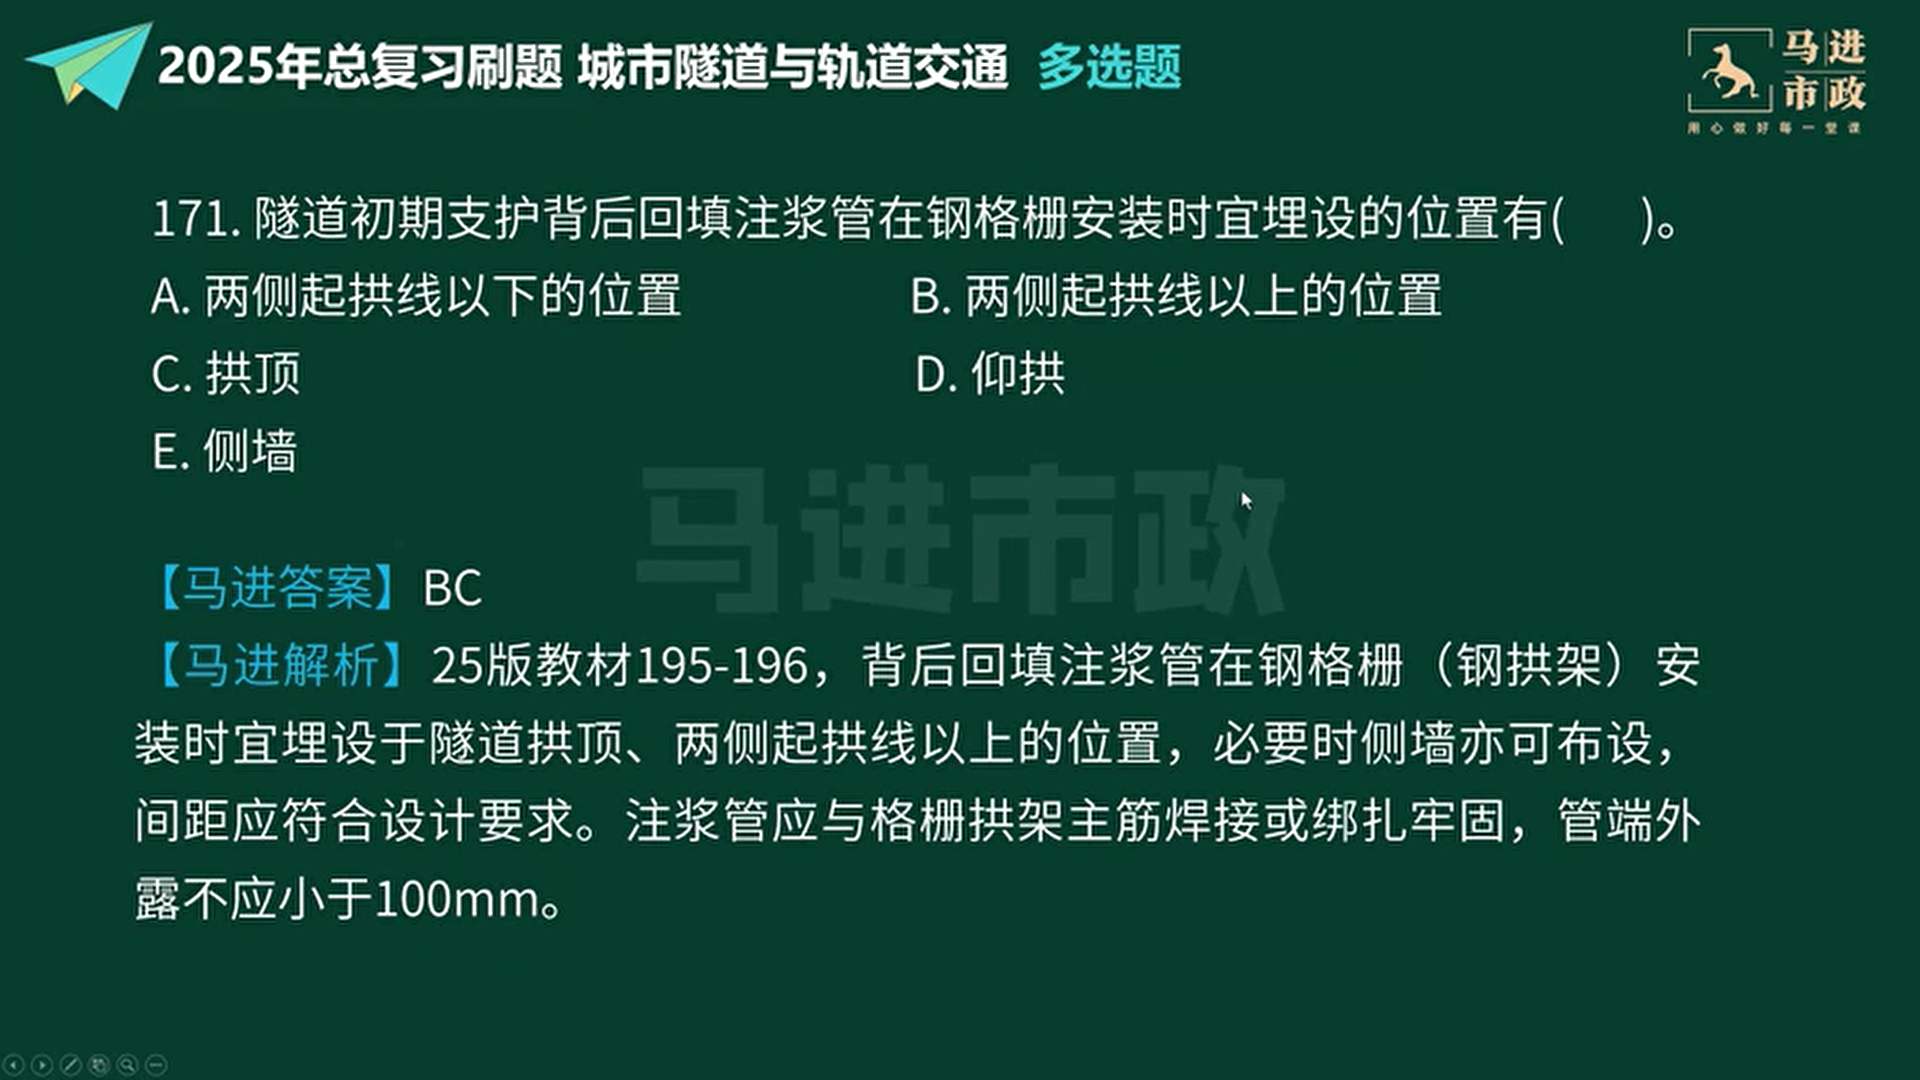 2025年总复习刷题 城市隧道与轨道交通 多选题
马进
市政
用心做好每一堂课
171. 隧道初期支护背后回填注浆管在钢格栅安装时宜埋设的位置有( )。
A. 两侧起拱线以下的位置 B. 两侧起拱线以上的位置
C. 拱顶 D. 仰拱
E. 侧墙
马进市政
【马进答案】BC
【马进解析】25版教材195-196，背后回填注浆管在钢格栅（钢拱架）安
装时宜埋设于隧道拱顶、两侧起拱线以上的位置，必要时侧墙亦可布设，
间距应符合设计要求。注浆管应与格栅拱架主筋焊接或绑扎牢固，管端外
露不应小于100mm。